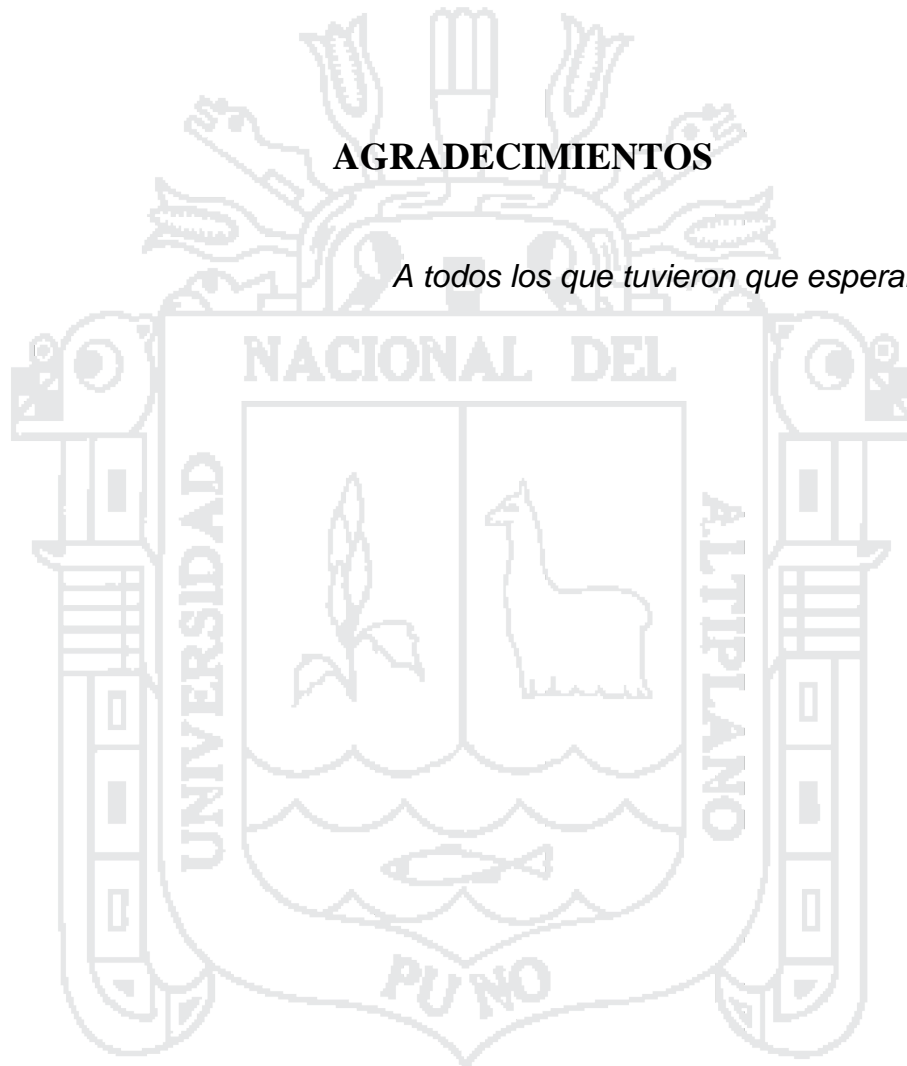 AGRADECIMIENTOS
A todos los que tuvieron que espera
NACIONAL DEL
UNIVERSIDAD
ALTIPLANO
PUNO